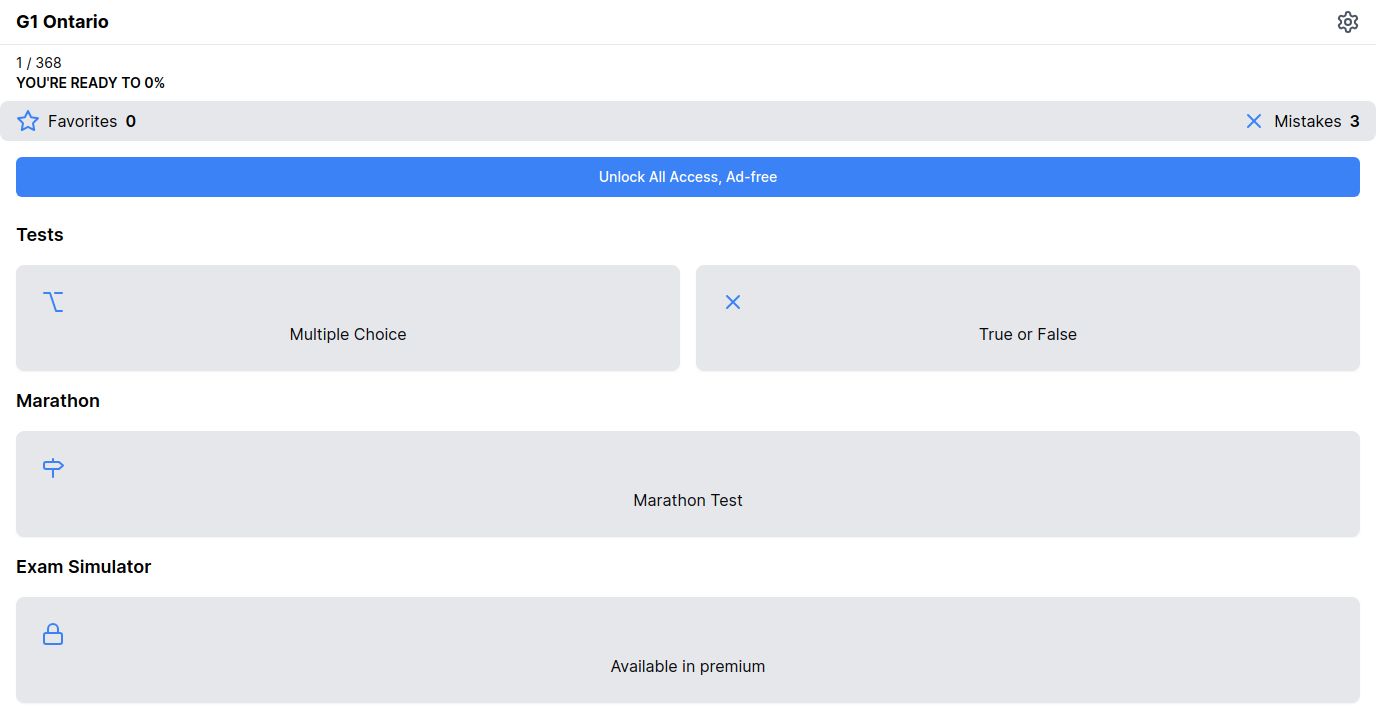 G1 Ontario
1 / 368
YOU'RE READY TO 0%
Favorites 0
Mistakes 3
Unlock All Access, Ad-free
Tests
Multiple Choice
True or False
Marathon
Marathon Test
Exam Simulator
Available in premium